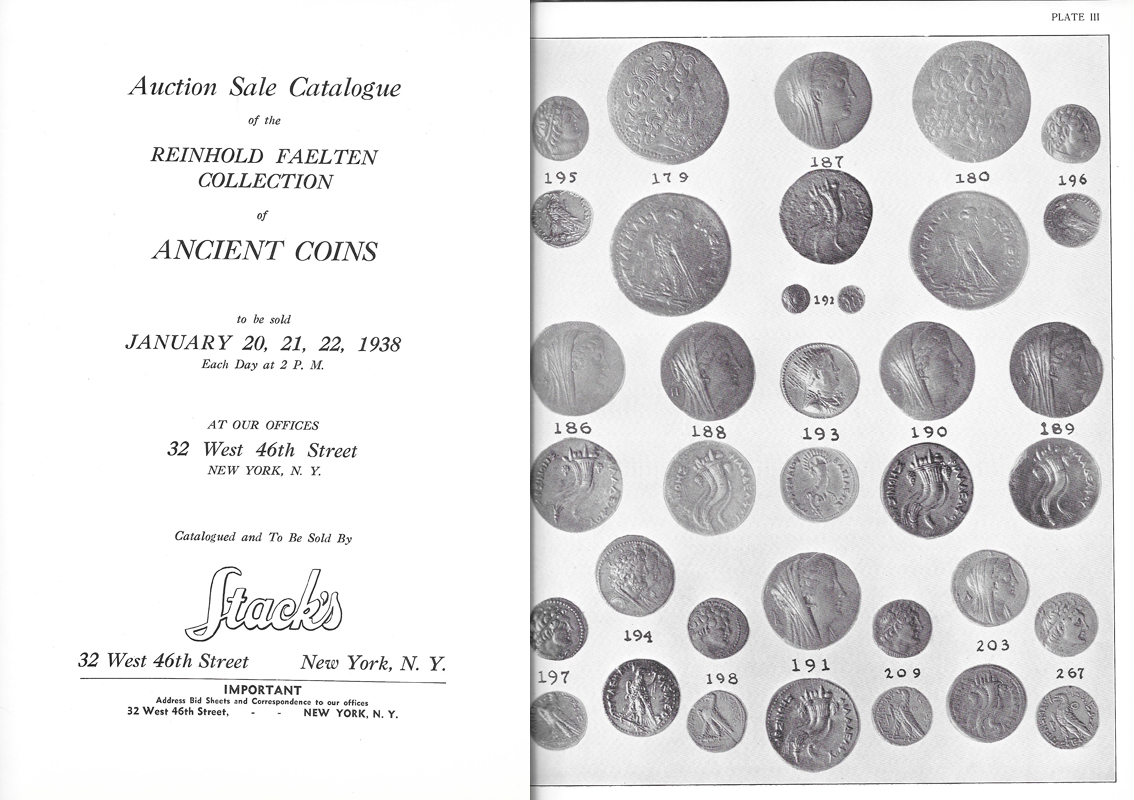 Auction Sale Catalogue
of the
REINHOLD FAELTEN
COLLECTION
of
ANCIENT COINS
to be sold
JANUARY 20, 21, 22, 1938
Each Day at 2 P. M.
AT OUR OFFICES
32 West 46th Street
NEW YORK, N. Y.
Catalogued and To Be Sold By
Stack's
32 West 46th Street New York, N. Y.
IMPORTANT
Address Bid Sheets and Correspondence to our offices
32 West 46th Street, - - NEW YORK, N. Y.
PLATE III
187
195 179 180 196
192
186 188 193 190 189
194 203
191
197 198 209 267